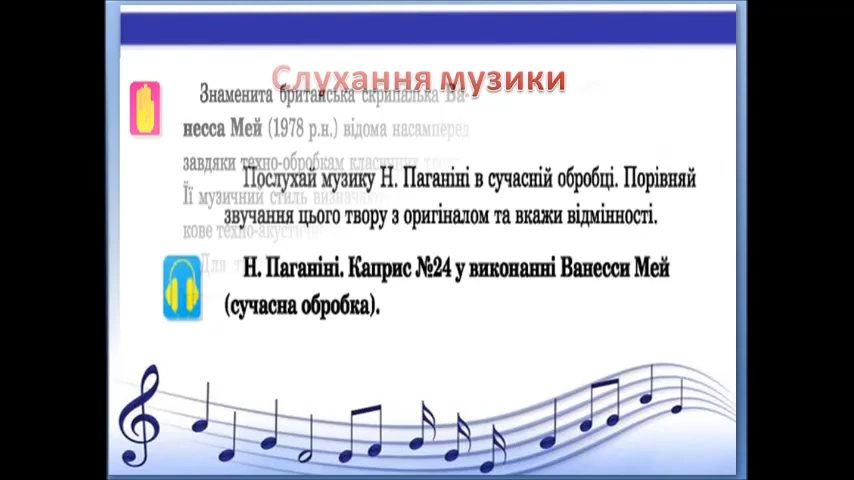 Слухання музики
Знаменита британська скрипалька Ва-
несса Мей (1978 р.н.) відома насамперед
завдяки техно-обробкам класичних
Її музичний стиль
кове техно-акустичне
Для
Послухай музику Н. Паганіні в сучасній обробці. Порівняй
звучання цього твору з оригіналом та вкажи відмінності.
Н. Паганіні. Каприс №24 у виконанні Ванесси Мей
(сучасна обробка).